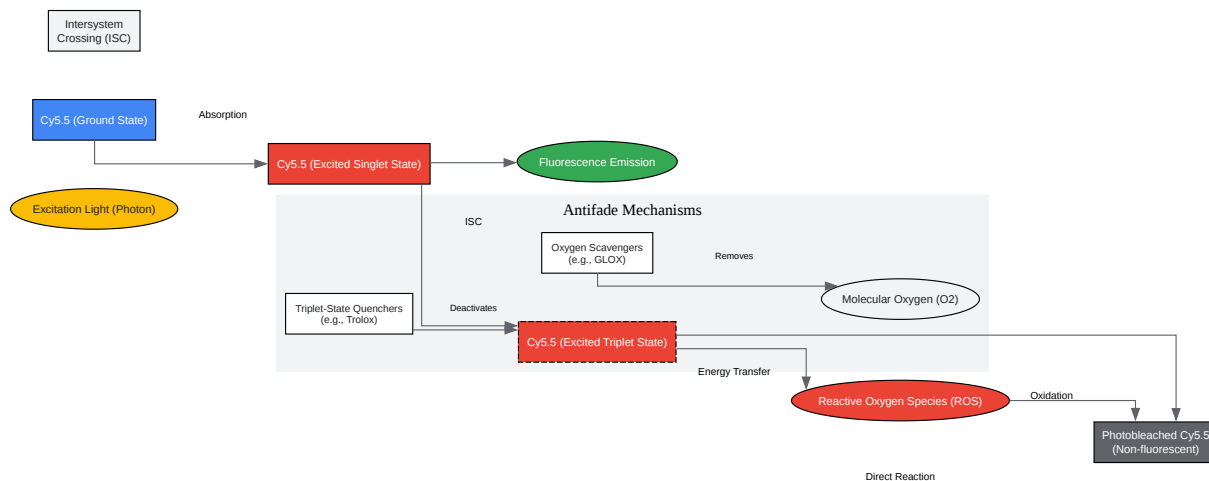 Intersystem
Crossing (ISC)
Cy5.5 (Ground State)
Absorption
Cy5.5 (Excited Singlet State)
Fluorescence Emission
Excitation Light (Photon)
Antifade Mechanisms
ISC
Oxygen Scavengers
(e.g., GLOX)
Removes
Molecular Oxygen (O2)
Triplet-State Quenchers
(e.g., Trolox)
Deactivates
Cy5.5 (Excited Triplet State)
Energy Transfer
Reactive Oxygen Species (ROS)
Oxidation
Photobleached Cy5.5
(Non-fluorescent)
Direct Reaction